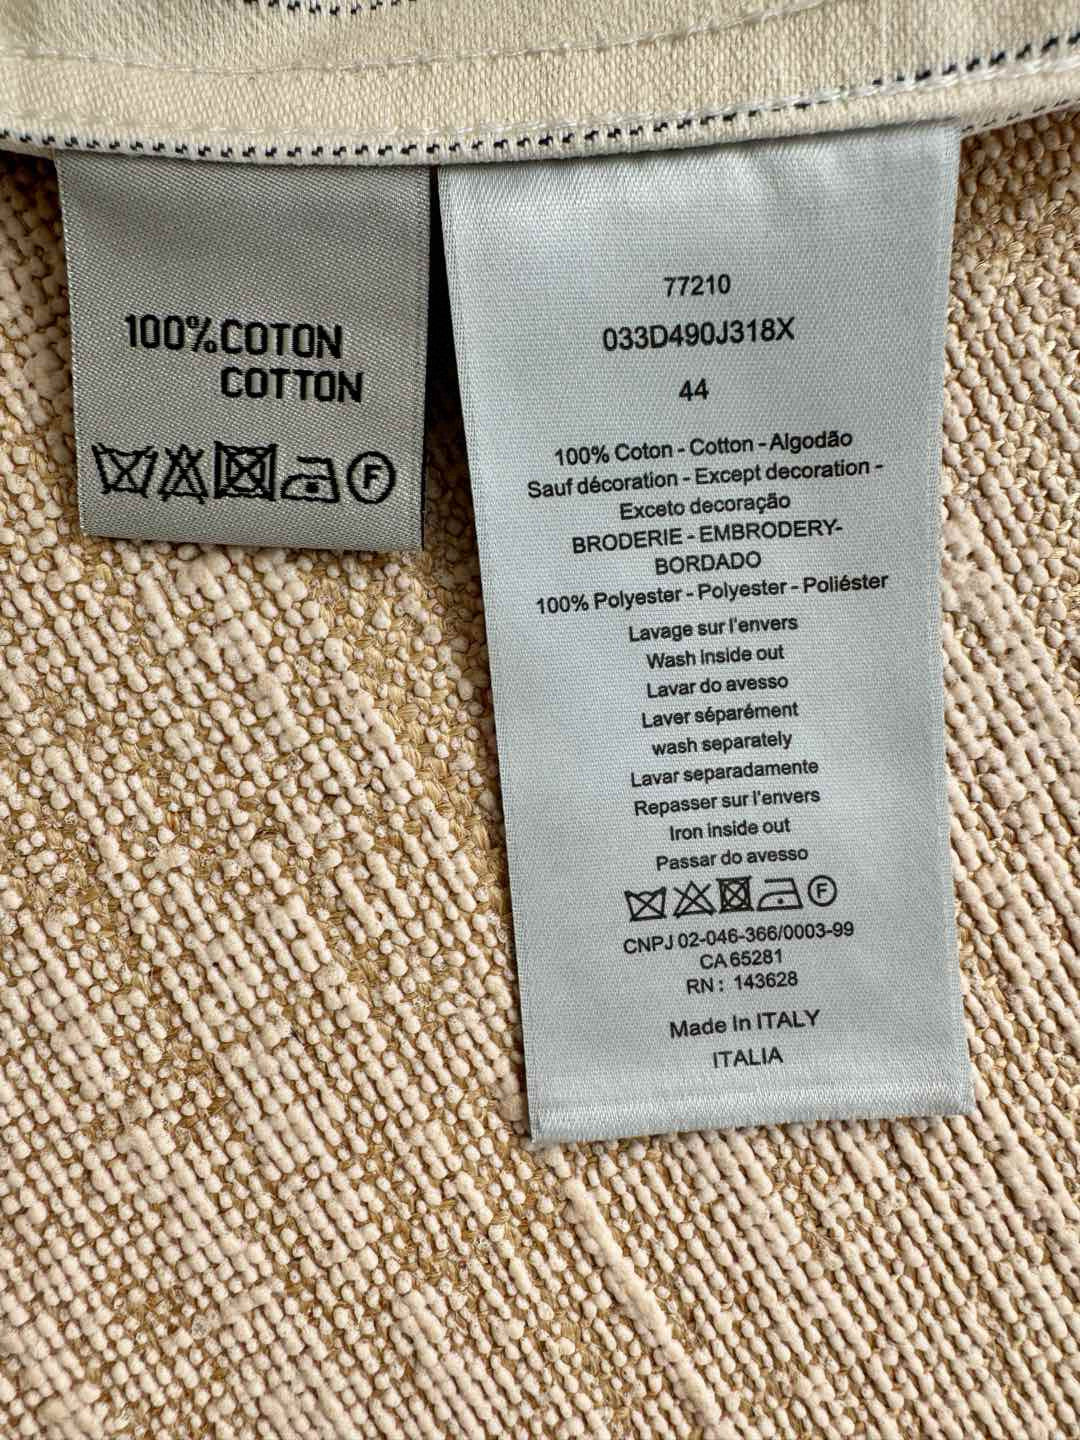 100% COTON
COTTON
F
77210
033D490J318X
44
100% Coton - Cotton - Algodão
Sauf décoration - Except decoration -
Exceto decoração
BRODERIE - EMBRODERY-
BORDADO
100% Polyester - Polyester - Poliéster
Lavage sur l'envers
Wash inside out
Lavar do avesso
Laver séparément
wash separately
Lavar separadamente
Repasser sur l'envers
Iron inside out
Passar do avesso
F
CNPJ 02-046-366/0003-99
CA 65281
RN : 143628
Made In ITALY
ITALIA